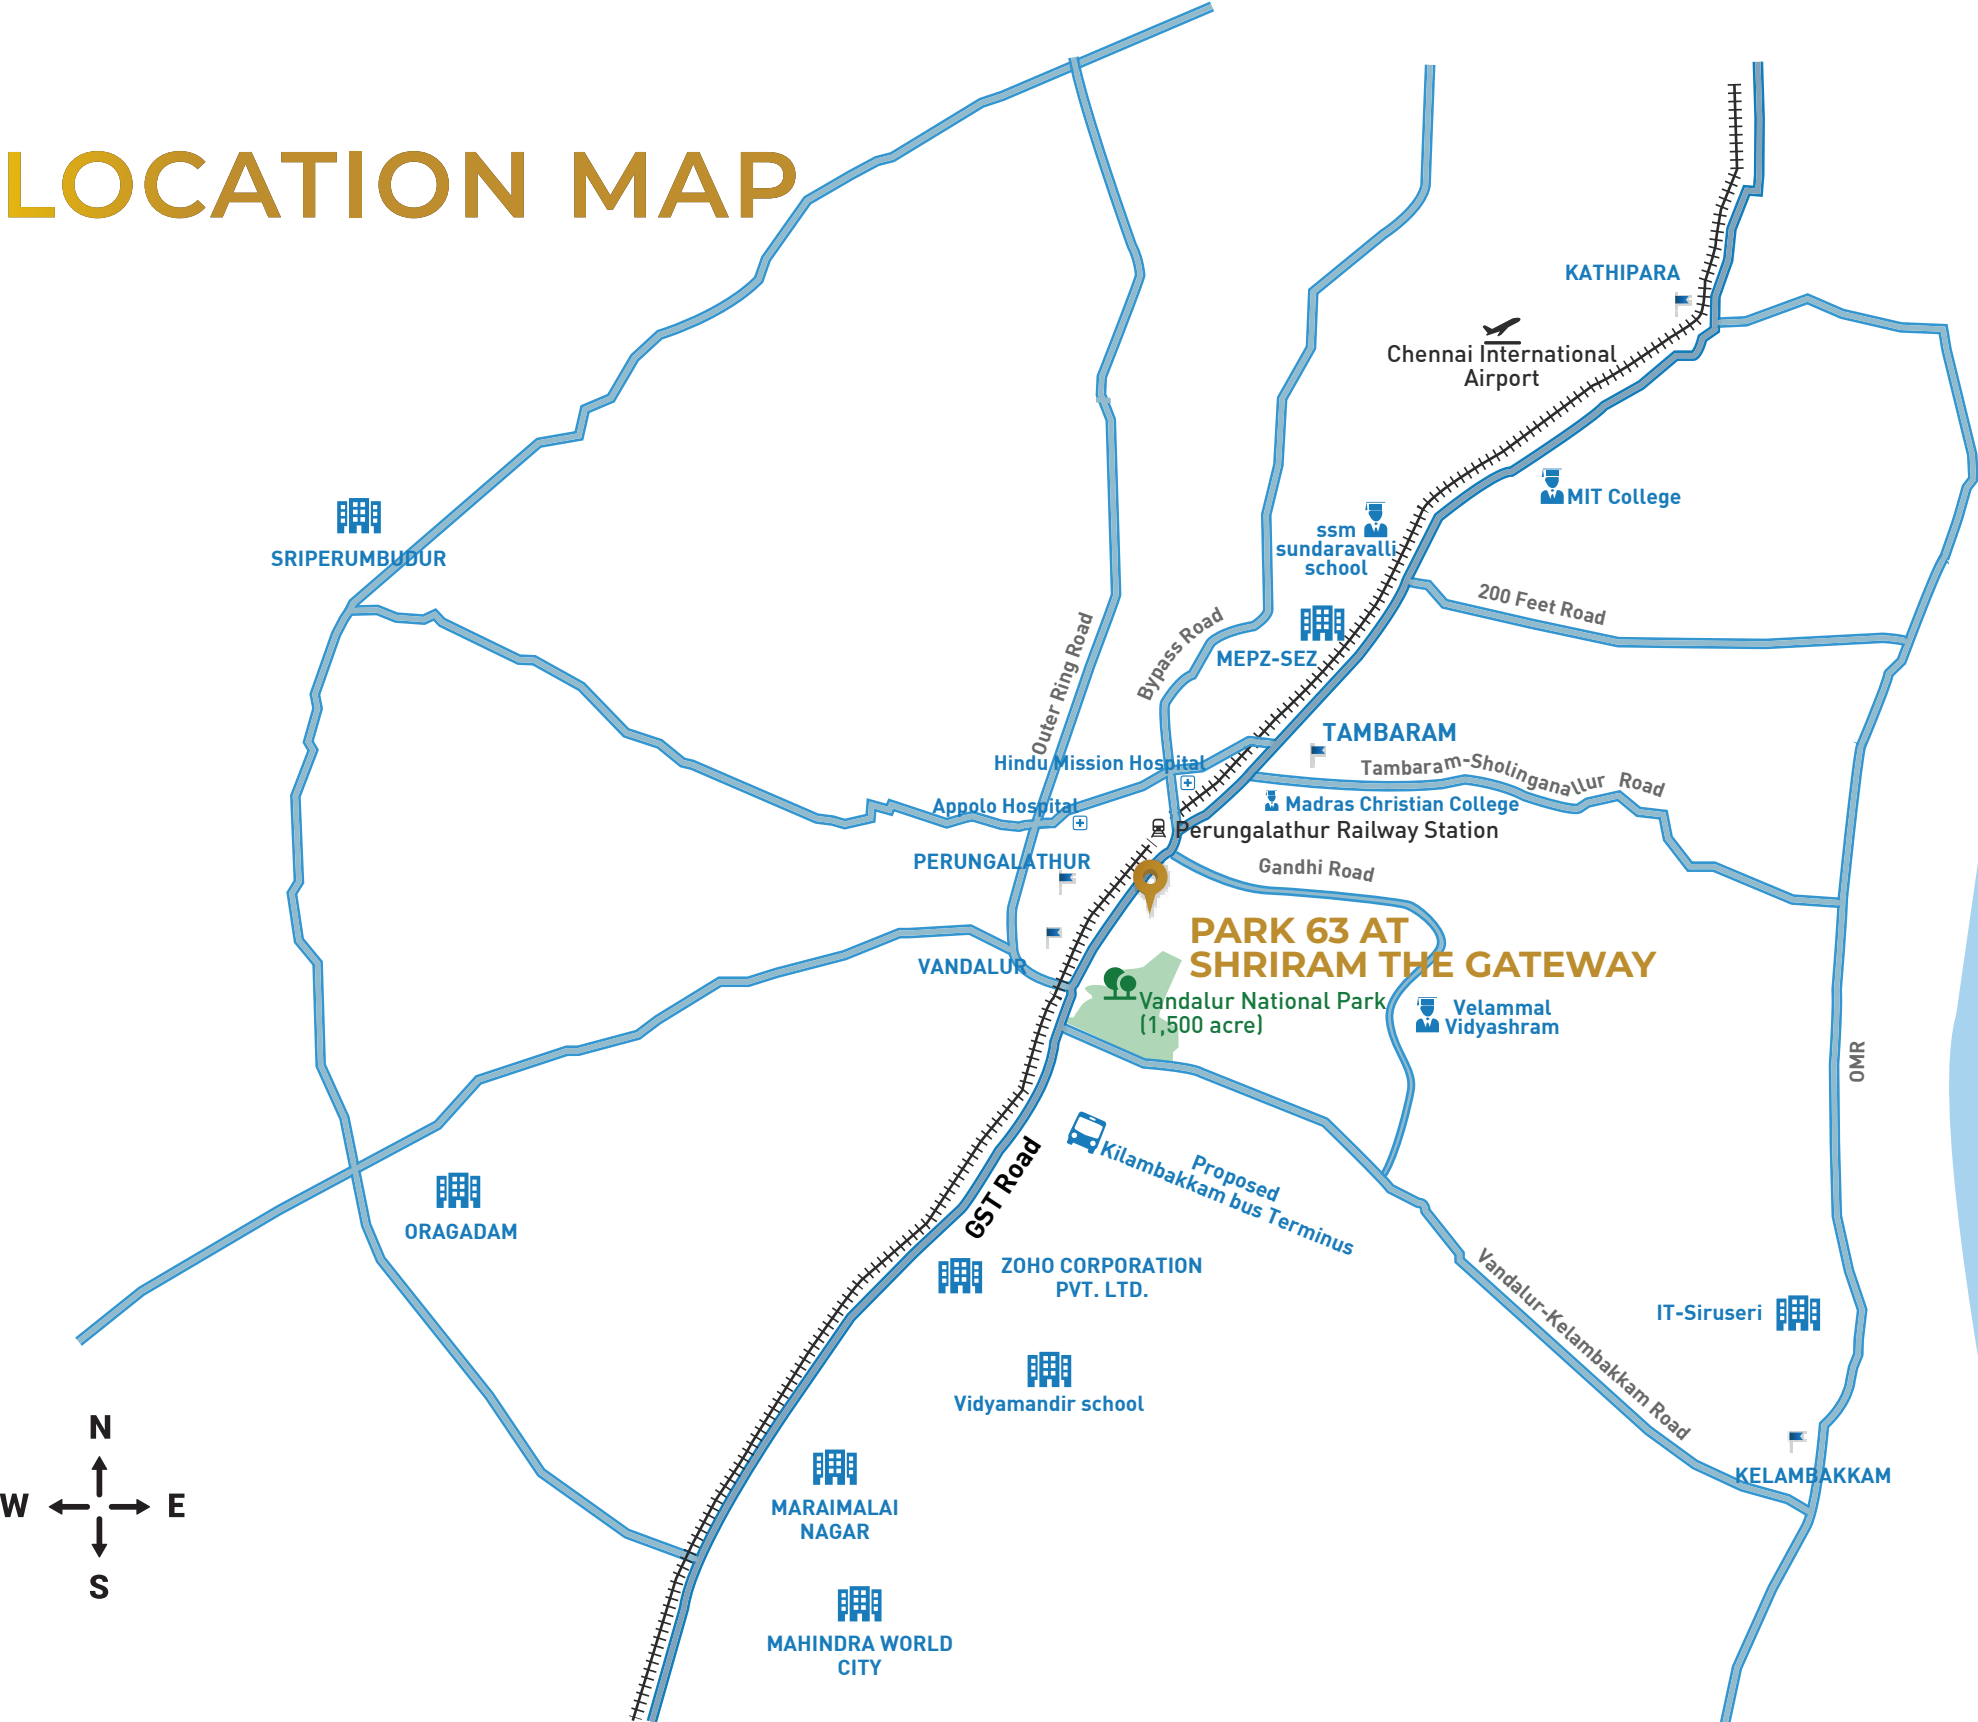 LOCATION MAP
KATHIPARA
Chennai International
Airport
MIT College
ssm
sundaravalli
school
SRIPERUMBUDUR
200 Feet Road
Outer Ring Road
Bypass Road
MEPZ-SEZ
TAMBARAM
Hindu Mission Hospital
Tambaram-Sholinganallur Road
Appolo Hospital
Madras Christian College
Perungalathur Railway Station
PERUNGALATHUR
Gandhi Road
PARK 63 AT
SHRIRAM THE GATEWAY
VANDALUR
Vandalur National Park
(1,500 acre)
Velammal
Vidyashram
OMR
GST Road
Proposed
Kilambakkam bus Terminus
ORAGADAM
ZOHO CORPORATION
PVT. LTD.
Vandalur-Kelambakkam Road
IT-Siruseri
Vidyamandir school
KELAMBAKKAM
MARAIMALAI
NAGAR
N
W E
S
MAHINDRA WORLD
CITY